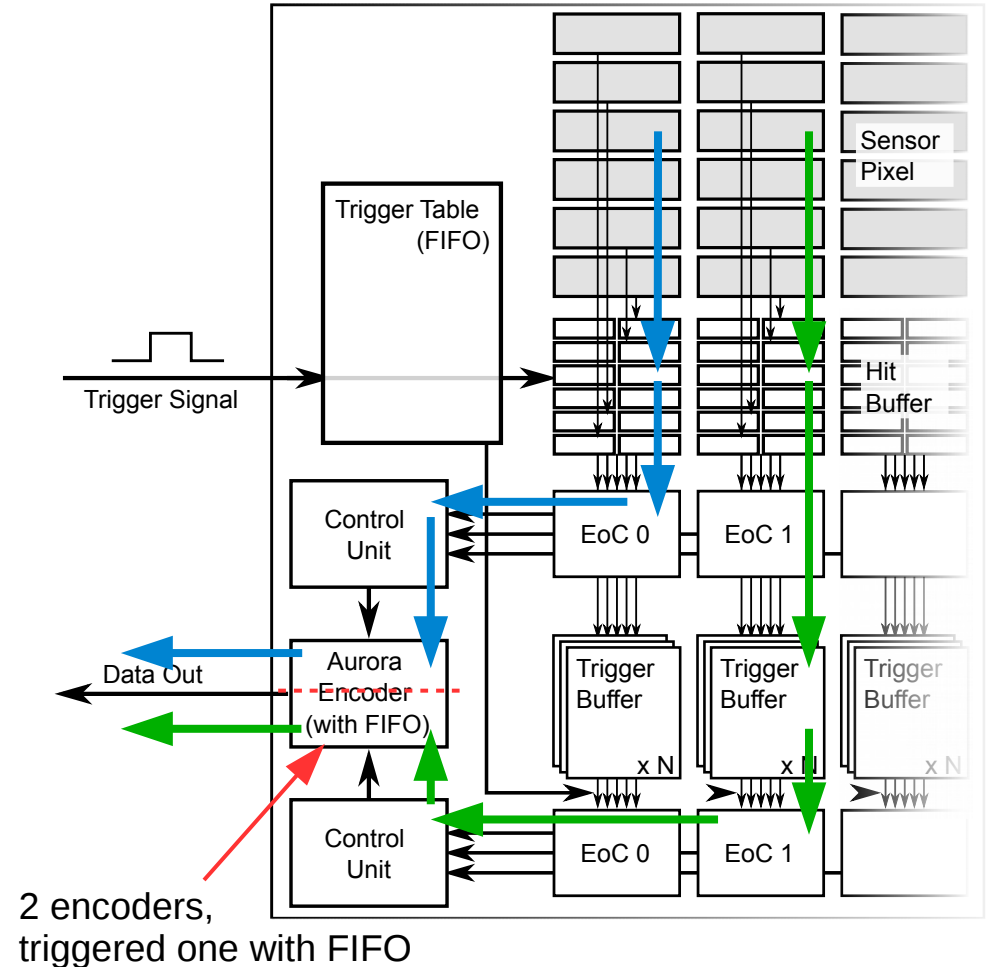 Sensor
Pixel
Trigger Table
(FIFO)
Trigger Signal
Hit
Buffer
Control
Unit
EoC 0
EoC 1
Data Out
Aurora
Encoder
(with FIFO)
Trigger
Buffer
x N
Trigger
Buffer
x N
Trigger
Buffer
x N
Control
Unit
EoC 0
EoC 1
2 encoders,
triggered one with FIFO